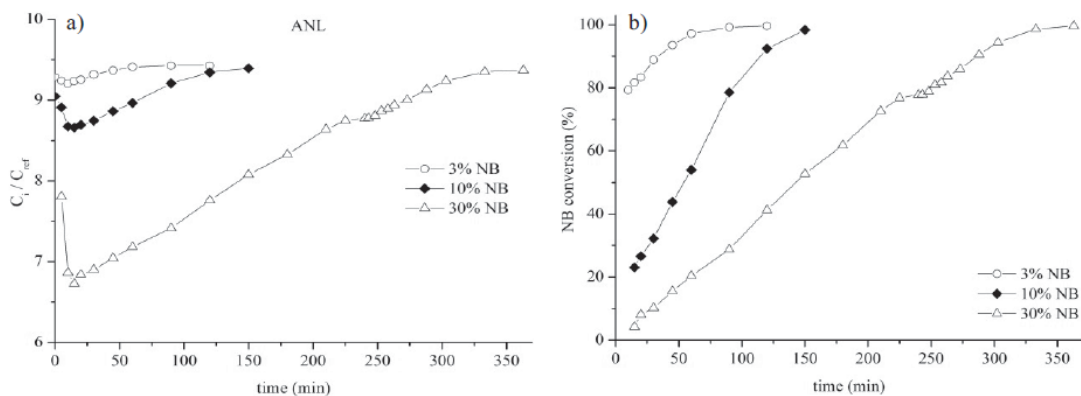 a)
ANL
10
9
8
7
6
C_i / C_ref
0
50
100
150
200
250
300
350
time (min)
3% NB
10% NB
30% NB
b)
100
80
60
40
20
0
NB conversion (%)
0
50
100
150
200
250
300
350
time (min)
3% NB
10% NB
30% NB